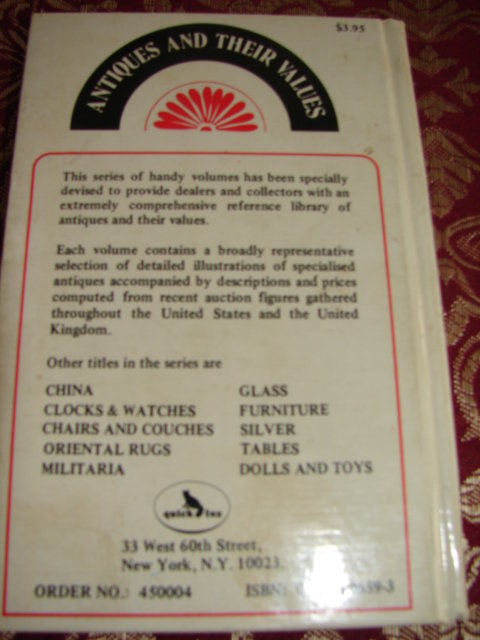 $3.95
ANTIQUES AND THEIR VALUES
This series of handy volumes has been specially
devised to provide dealers and collectors with an
extremely comprehensive reference library of
antiques and their values.
Each volume contains a broadly representative
selection of detailed illustrations of specialised
antiques accompanied by descriptions and prices
computed from recent auction figures gathered
throughout the United States and the United
Kingdom.
Other titles in the series are
CHINA
CLOCKS & WATCHES
CHAIRS AND COUCHES
ORIENTAL RUGS
MILITARIA
GLASS
FURNITURE
SILVER
TABLES
DOLLS AND TOYS
quick fox
33 West 60th Street,
New York, N.Y. 10023.
ORDER NO.: 450004
ISBN: